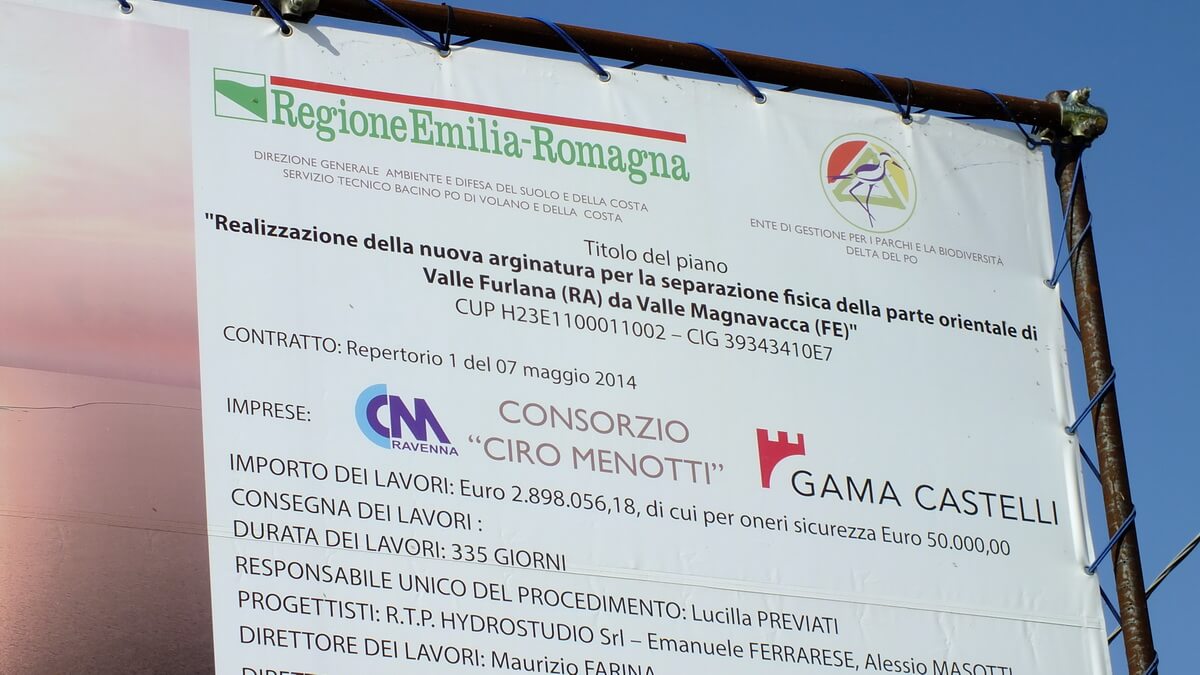 RegioneEmilia-Romagna
DIREZIONE GENERALE AMBIENTE E DIFESA DEL SUOLO E DELLA COSTA
SERVIZIO TECNICO BACINO PO DI VOLANO E DELLA COSTA
ENTE DI GESTIONE PER I PARCHI E LA BIODIVERSITÀ
DELTA DEL PO
Titolo del piano
"Realizzazione della nuova arginatura per la separazione fisica della parte orientale di
Valle Furlana (RA) da Valle Magnavacca (FE)"
CUP H23E1100011002 – CIG 39343410E7
CONTRATTO: Repertorio 1 del 07 maggio 2014
IMPRESE:
CM RAVENNA
CONSORZIO
“CIRO MENOTTI”
GAMA CASTELLI
IMPORTO DEI LAVORI: Euro 2.898.056,18, di cui per oneri sicurezza Euro 50.000,00
CONSEGNA DEI LAVORI :
DURATA DEI LAVORI: 335 GIORNI
RESPONSABILE UNICO DEL PROCEDIMENTO: Lucilla PREVIATI
PROGETTISTI: R.T.P. HYDROSTUDIO Srl – Emanuele FERRARESE, Alessio MASOTTI
DIRETTORE DEI LAVORI: Maurizio FARINA